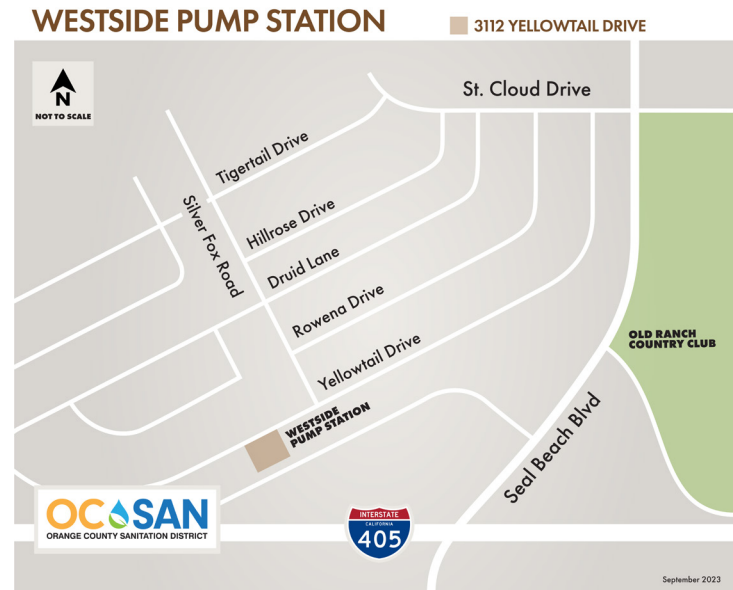 WESTSIDE PUMP STATION
3112 YELLOWTAIL DRIVE
N
NOT TO SCALE
St. Cloud Drive
Tigertail Drive
Silver Fox Road
Hillrose Drive
Druid Lane
Rowena Drive
Yellowtail Drive
OLD RANCH
COUNTRY CLUB
WESTSIDE
PUMP STATION
Seal Beach Blvd
OC SAN
ORANGE COUNTY SANITATION DISTRICT
INTERSTATE
CALIFORNIA
405
September 2023